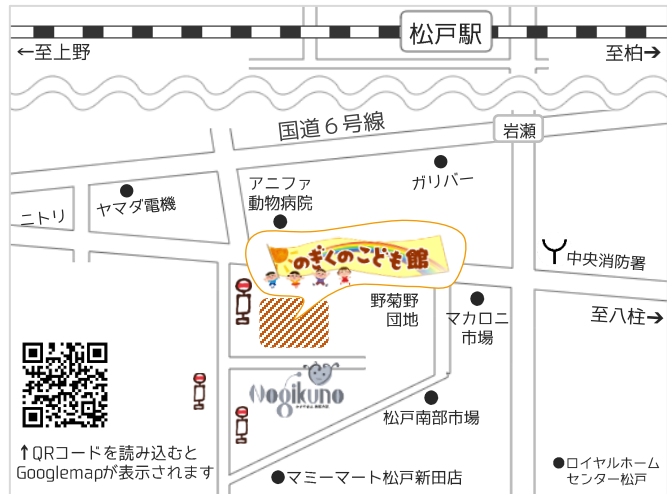 松戸駅
←至上野
至柏→
国道6号線
岩瀬
ガリバー
アニファ
動物病院
ヤマダ電機
ニトリ
のぎくのこども館
中央消防署
野菊野
団地
マカロニ
市場
至八柱→
Nogikuno
松戸南部市場
↑QRコードを読み込むと
Googlemapが表示されます
マミーマート松戸新田店
ロイヤルホーム
センター松戸